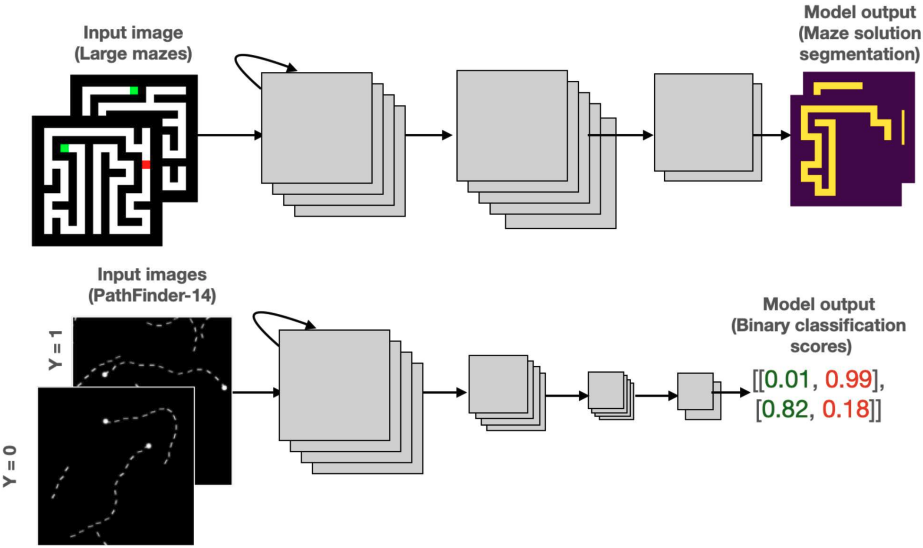 Input image
(Large mazes)
Model output
(Maze solution
segmentation)
Input images
(PathFinder-14)
Y = 1
Y = 0
Model output
(Binary classification
scores)
[[0.01, 0.99],
[0.82, 0.18]]